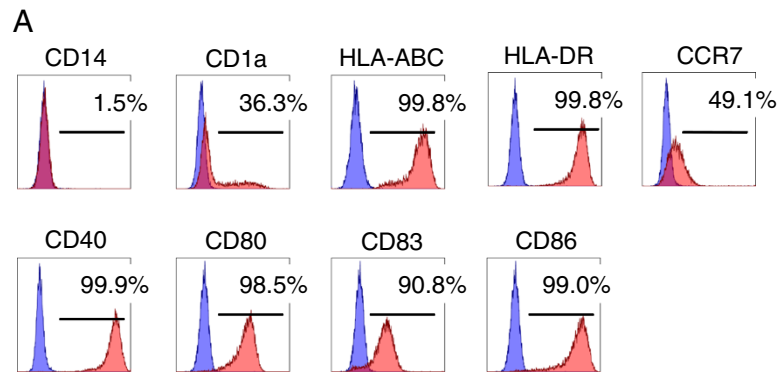 A
CD14 CD1a HLA-ABC HLA-DR CCR7
1.5% 36.3% 99.8% 99.8% 49.1%
CD40 CD80 CD83 CD86
99.9% 98.5% 90.8% 99.0%